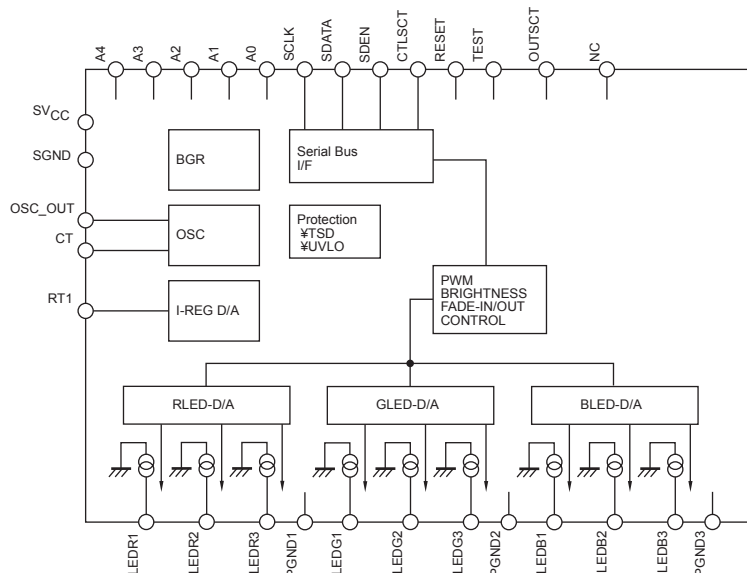 A4
A3
A2
A1
A0
SCLK
SDATA
SDEN
CTLSCT
RESET
TEST
OUTSCT
NC
SVCC
SGND
OSC_OUT
CT
RT1
BGR
Serial Bus
I/F
OSC
Protection
¥TSD
¥UVLO
I-REG D/A
PWM
BRIGHTNESS
FADE-IN/OUT
CONTROL
RLED-D/A
GLED-D/A
BLED-D/A
LEDR1
LEDR2
LEDR3
PGND1
LEDG1
LEDG2
LEDG3
PGND2
LEDB1
LEDB2
LEDB3
PGND3